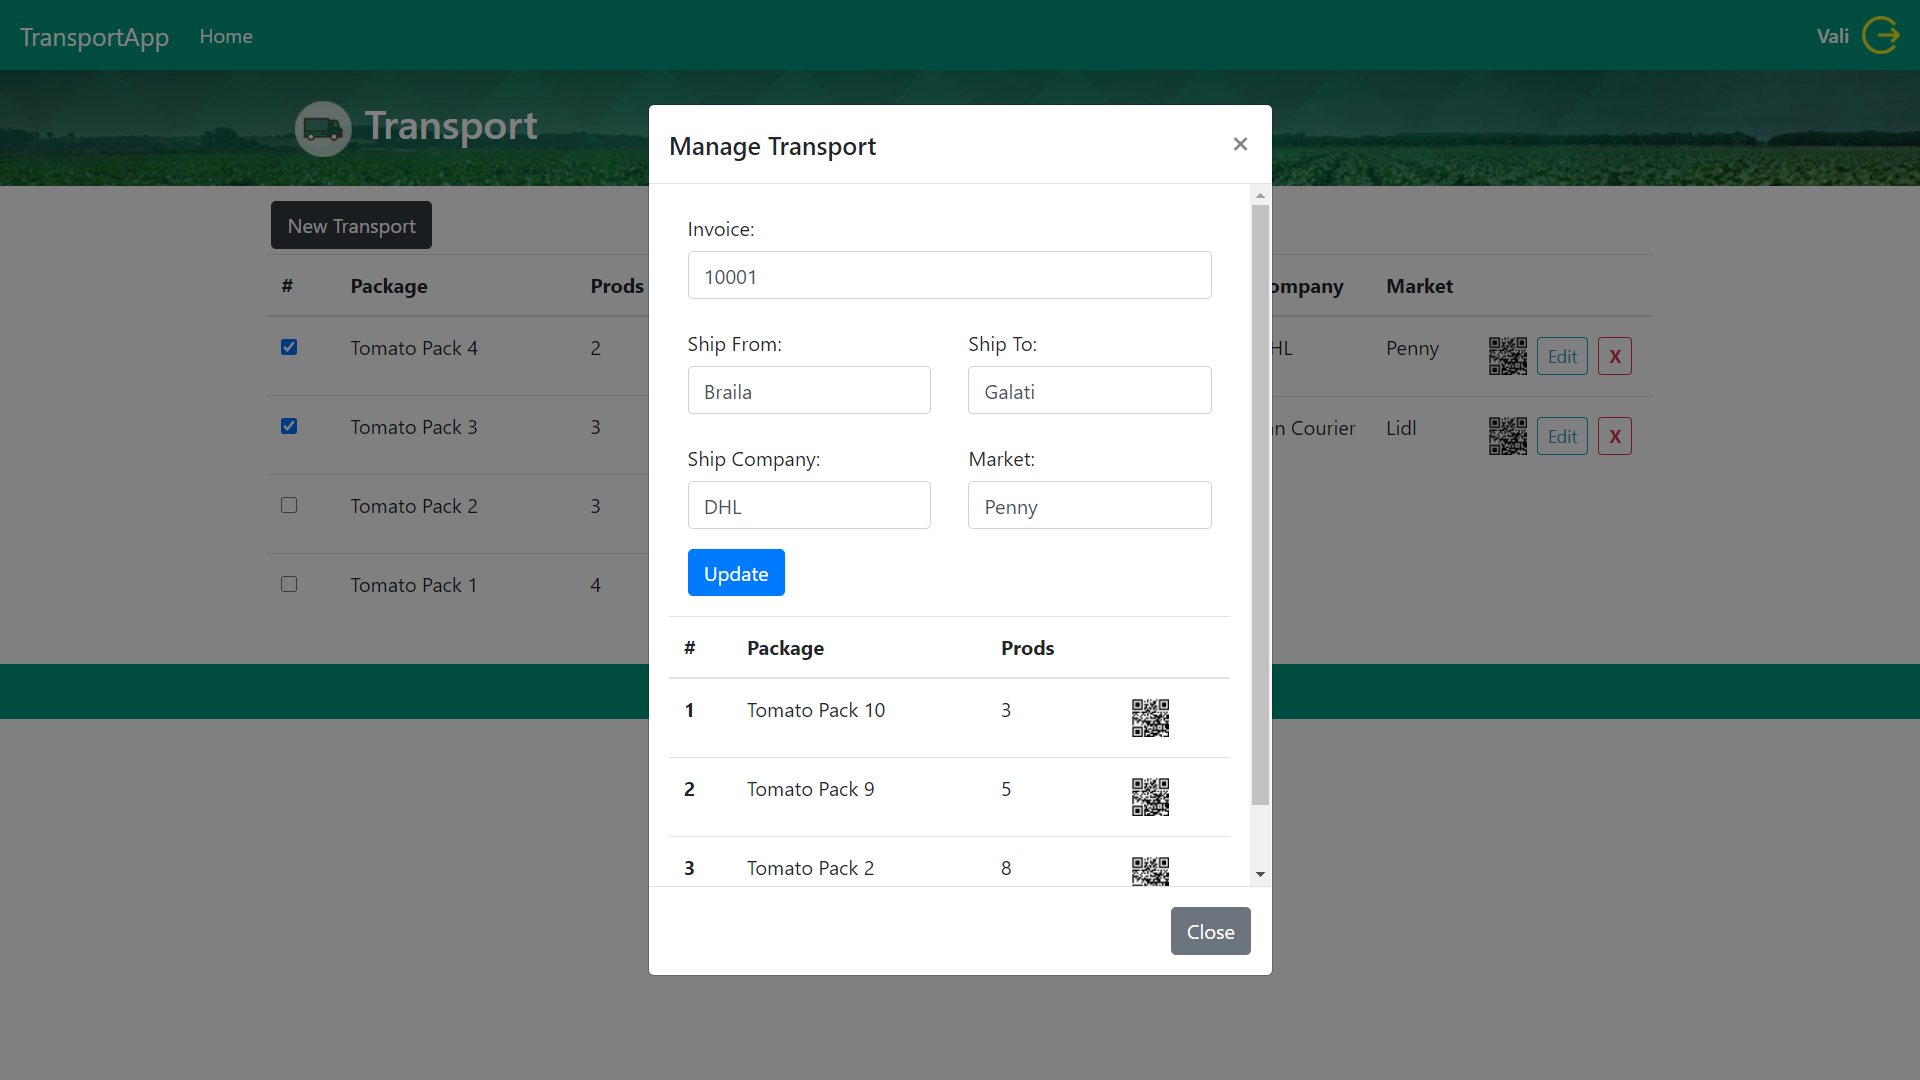 TransportApp Home Vali
Transport
New Transport
# Package Prods
Market
Tomato Pack 4 2 Penny Edit X
Tomato Pack 3 3 Courier Lidl Edit X
Tomato Pack 2 3
Tomato Pack 1 4
Manage Transport ×
Invoice:
10001
Ship From: Ship To:
Braila Galati
Ship Company: Market:
DHL Penny
Update
# Package Prods
1 Tomato Pack 10 3
2 Tomato Pack 9 5
3 Tomato Pack 2 8
Close